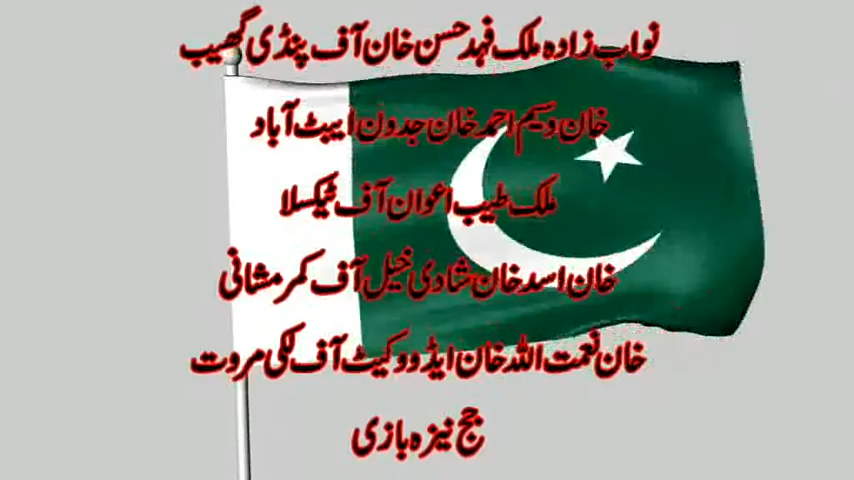 نواب زادہ ملک فہد حسن خان آف پنڈی گھیب
خان وسیم احمد خان جدون ایبٹ آباد
ملک طیب اعوان آف ٹیکسلا
خان اسد خان شادی خیل آف کمر مشانی
خان نعمت اللہ خان ایڈووکیٹ آف لکی مروت
جج نیزہ بازی